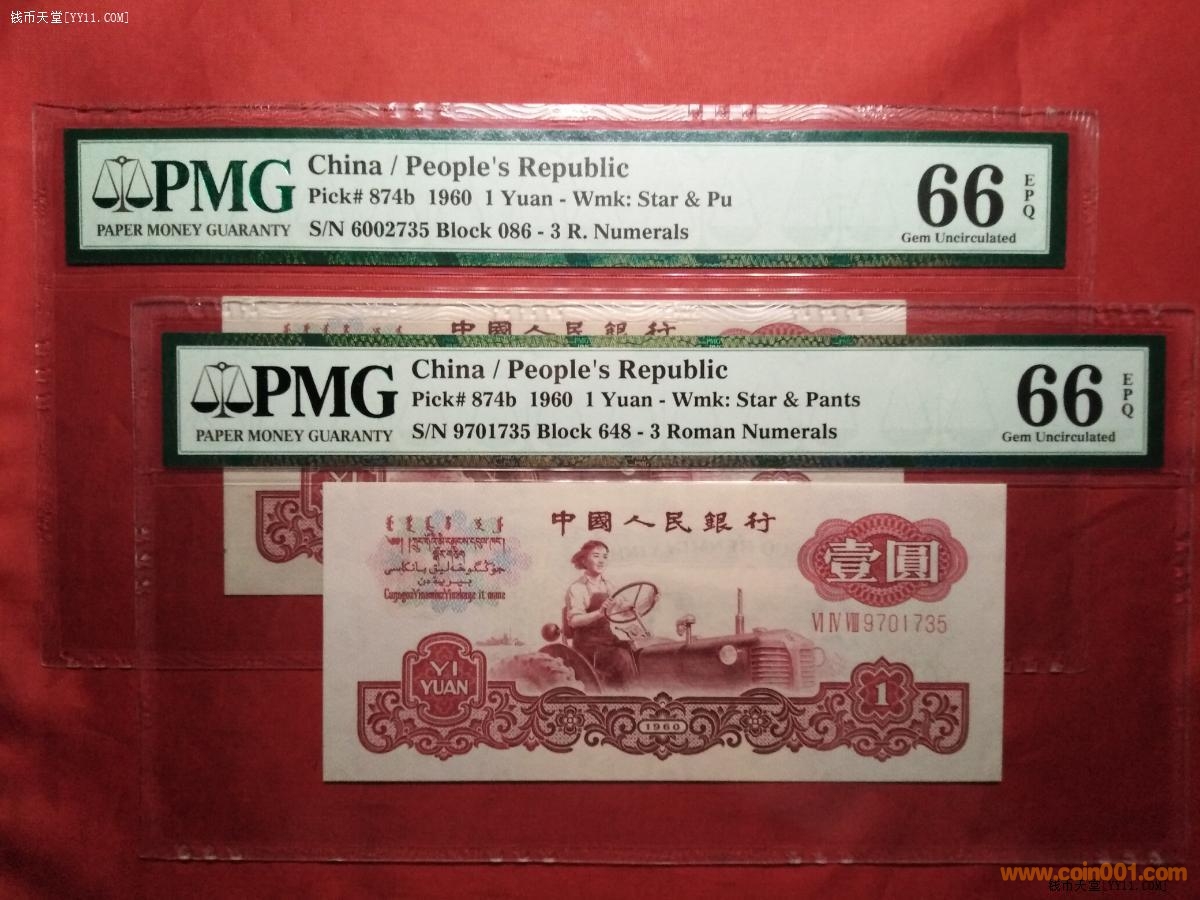 钱币天堂[YY11.COM]
PMG
PAPER MONEY GUARANTY
China / People's Republic
Pick# 874b 1960 1 Yuan - Wmk: Star & Pu
S/N 6002735 Block 086 - 3 R. Numerals
66
EPQ
Gem Uncirculated
中國人民銀行
PMG
PAPER MONEY GUARANTY
China / People's Republic
Pick# 874b 1960 1 Yuan - Wmk: Star & Pants
S/N 9701735 Block 648 - 3 Roman Numerals
66
EPQ
Gem Uncirculated
YI
中國人民銀行
壹圓
VI IV VIII 9701735
YI
YUAN
1
1960
www.coin001.com
钱币天堂[YY11.COM]